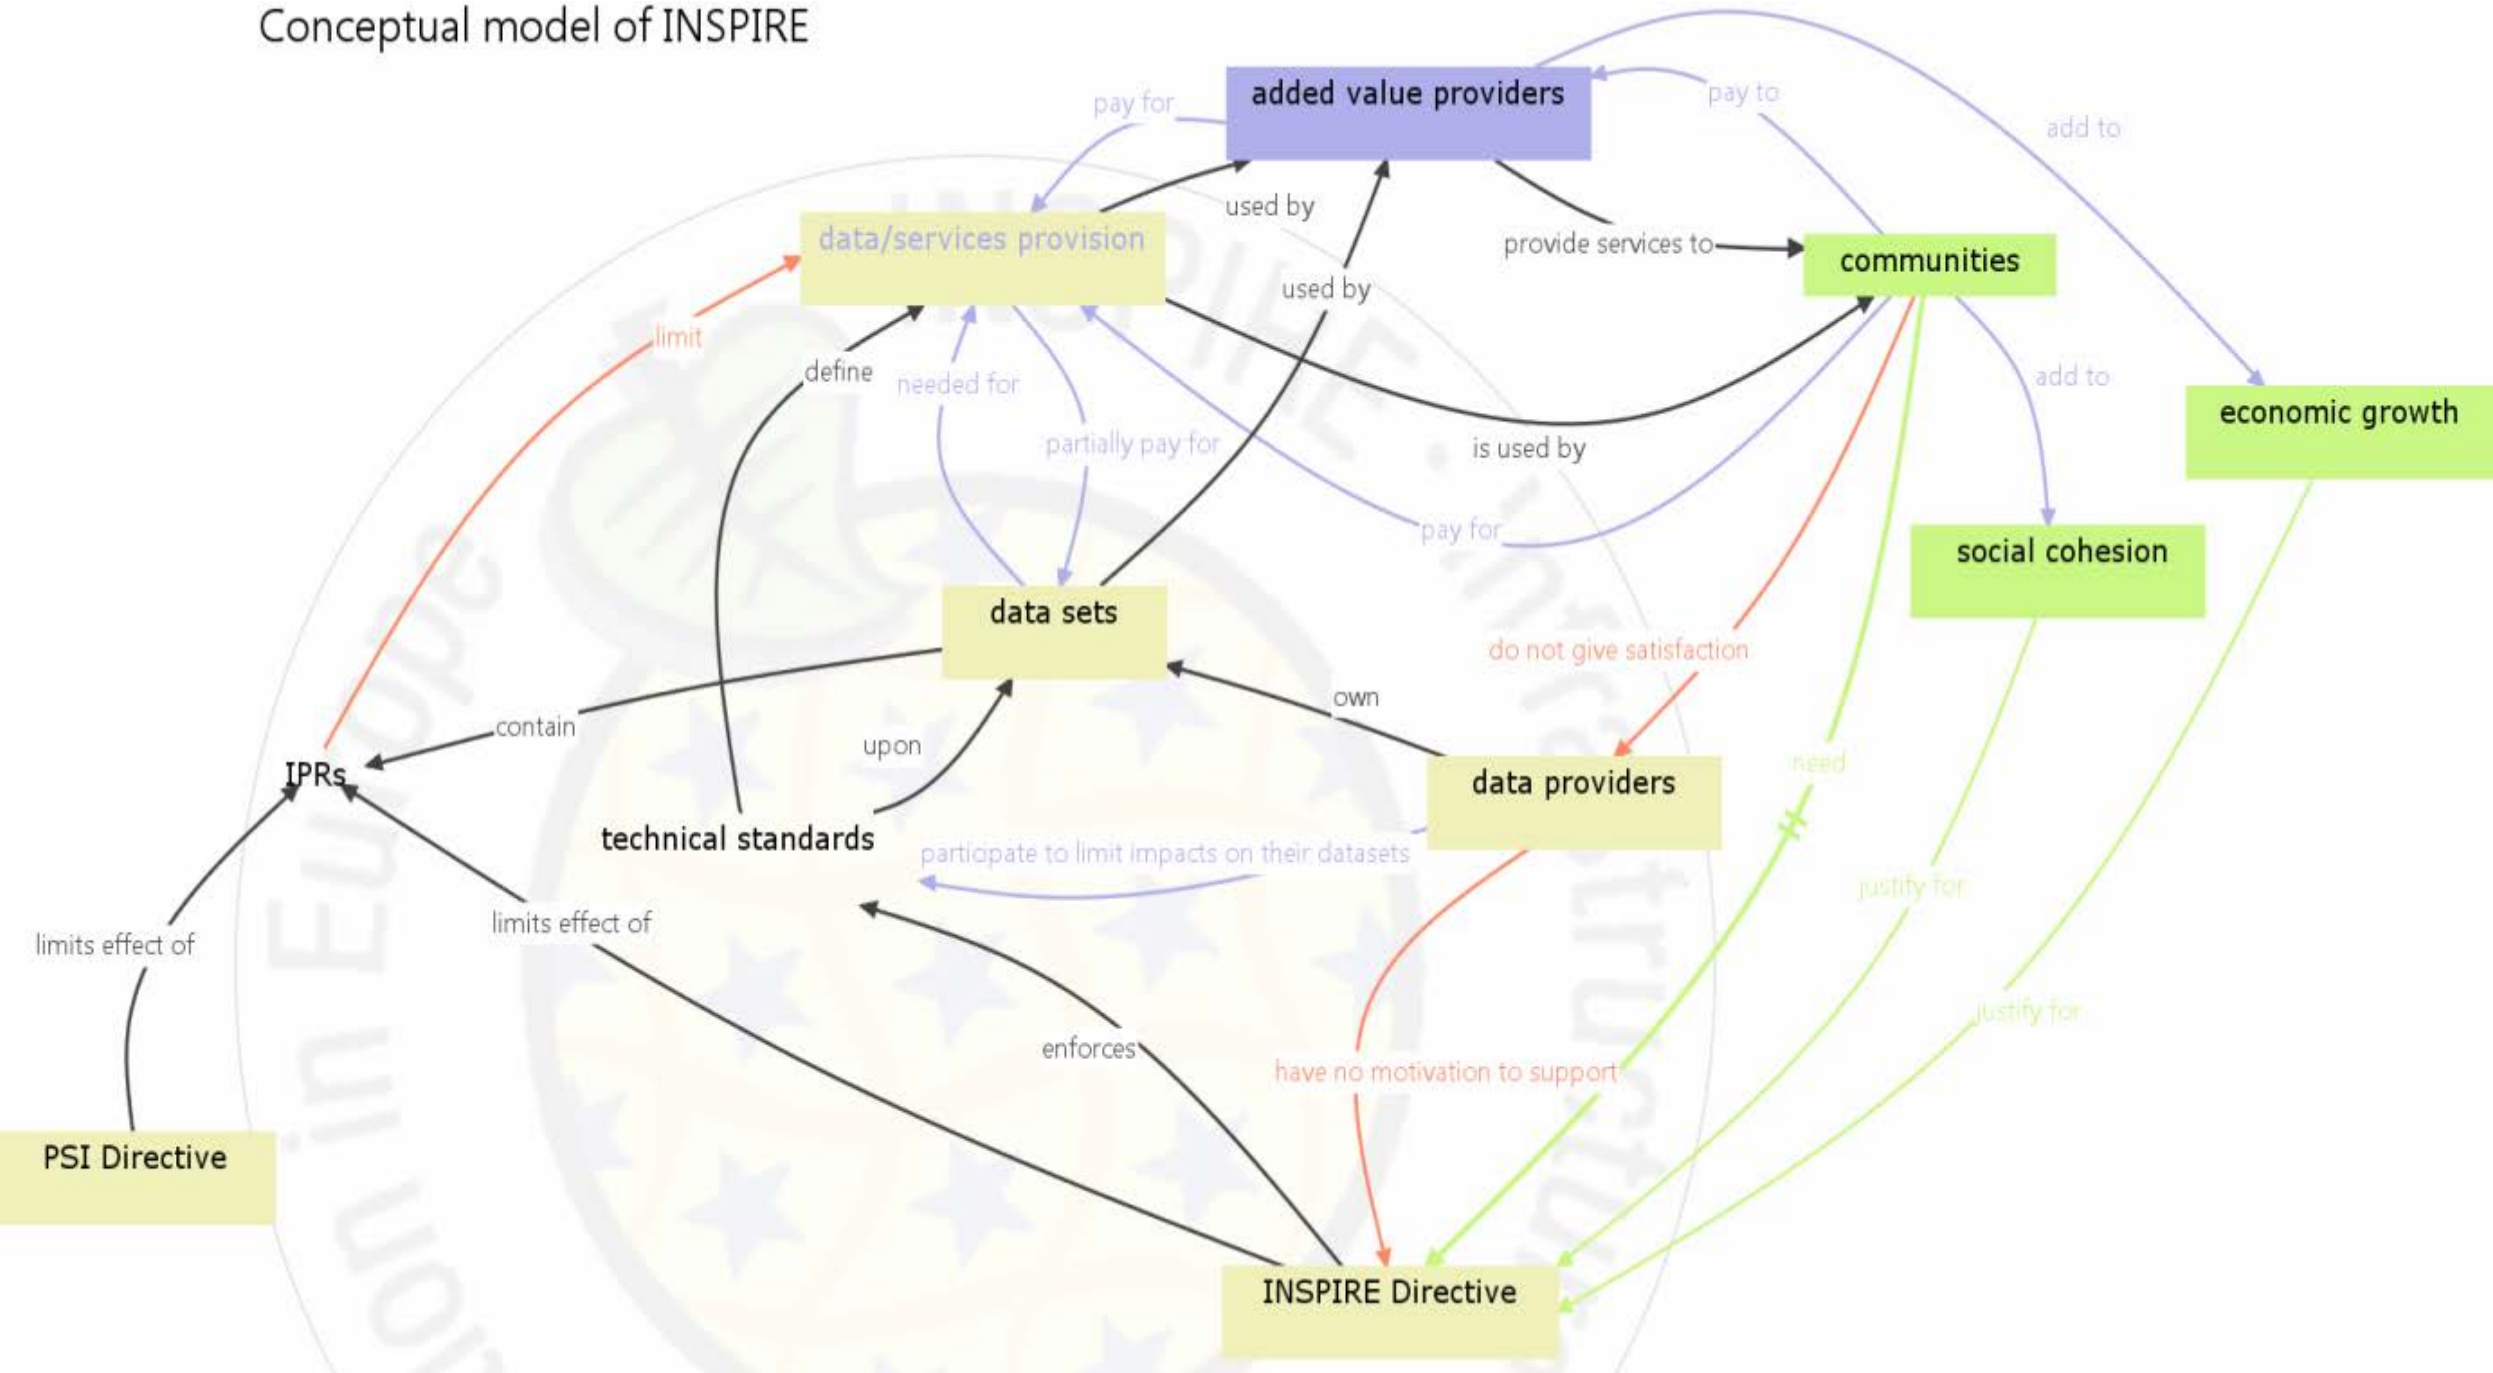 Conceptual model of INSPIRE
added value providers
pay for
pay to
add to
used by
data/services provision
provide services to
communities
used by
limit
define
needed for
add to
economic growth
partially pay for
is used by
pay for
social cohesion
data sets
do not give satisfaction
own
contain
upon
IPRs
need
data providers
technical standards
participate to limit impacts on their datasets
justify for
limits effect of
limits effect of
justify for
enforces
have no motivation to support
PSI Directive
INSPIRE Directive
INSPIRE
in Europe